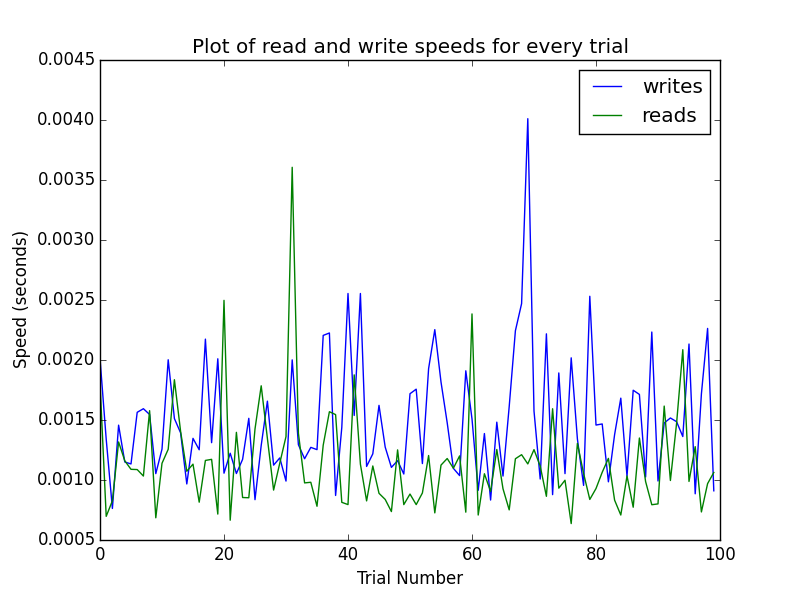 Plot of read and write speeds for every trial
writes
reads
Speed (seconds)
0.0045
0.0040
0.0035
0.0030
0.0025
0.0020
0.0015
0.0010
0.0005
0 20 40 60 80 100
Trial Number